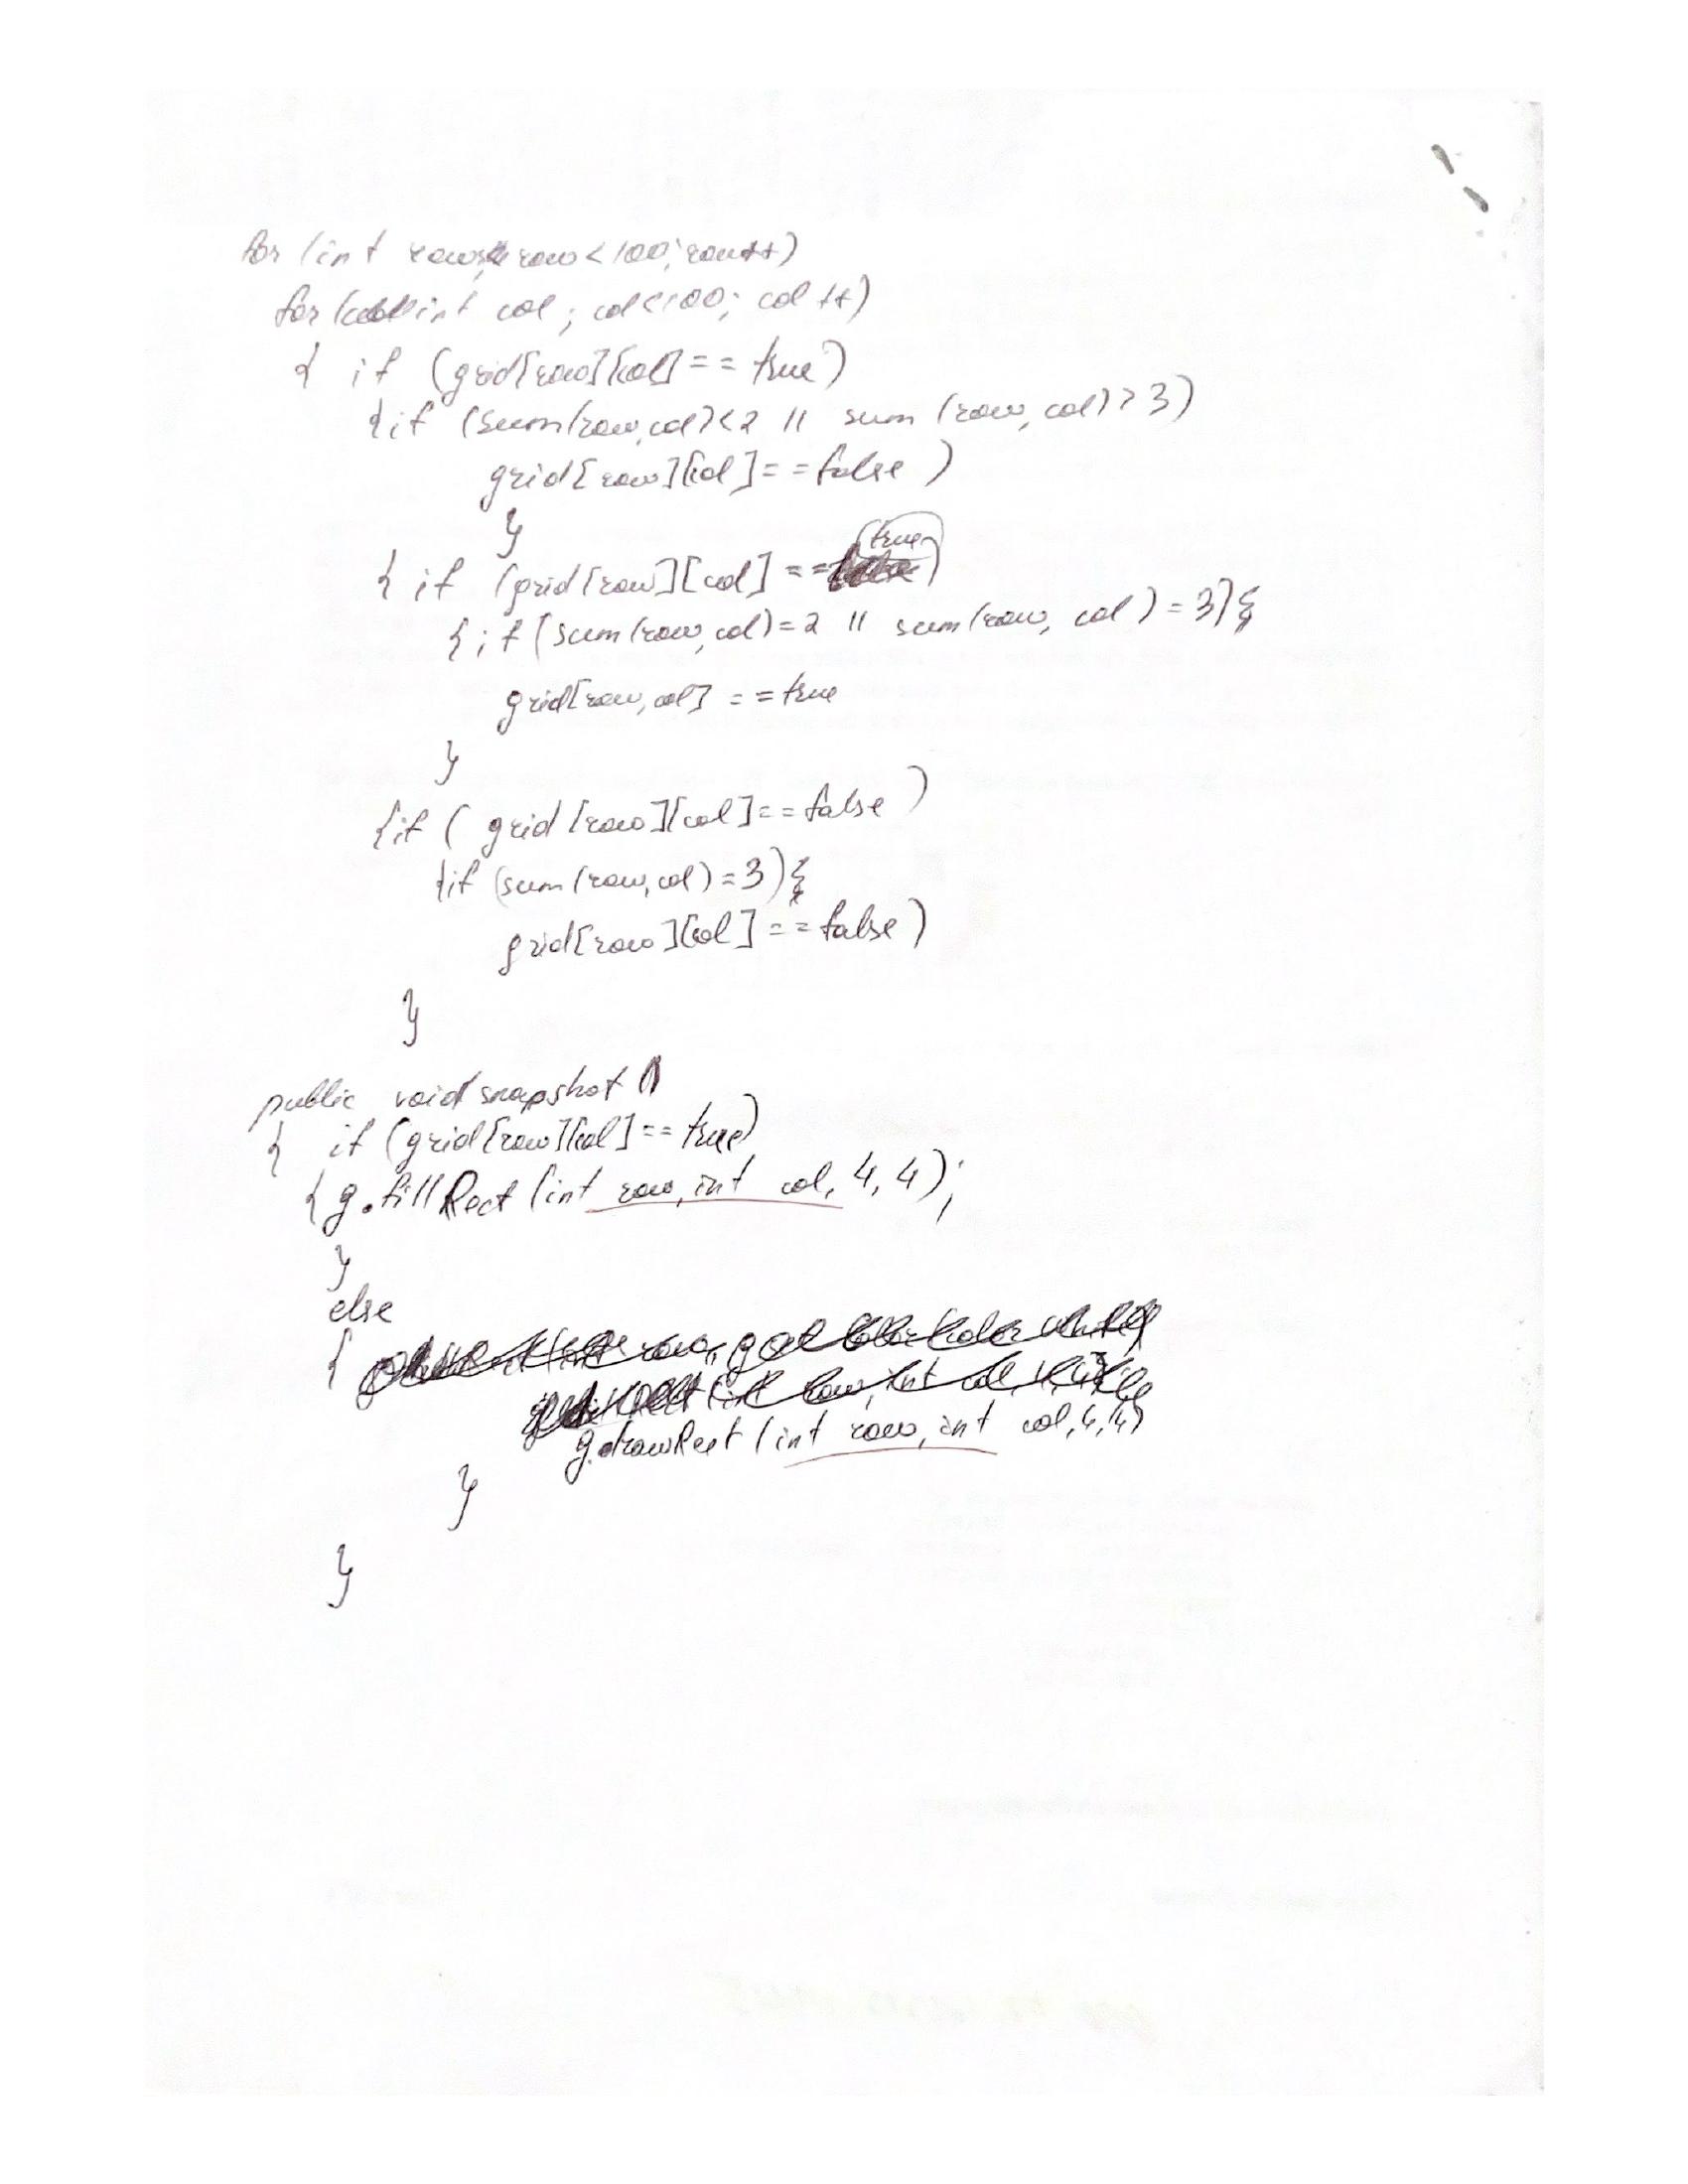 for (int row; row < 100; row++)
for (int col; col<100; col ++)
{ if (grid[row][col] == true)
{if (sum(row,col)<2 || sum (row, col) > 3)
grid[row][col] == false )
}
{ if (grid[row][col] == true)
{ if (sum(row,col)=2 || sum(row, col) = 3){
grid[row,col] == true
}
{if ( grid [row][col]==false )
{if (sum(row,col)=3){
grid[row][col] == false)
}
public void snapshot ()
{ if (grid[row][col] == true)
{ g.fillRect (int row, int col, 4, 4);
}
else
{
g.drawRect (int row, int col,4,4)
}
}